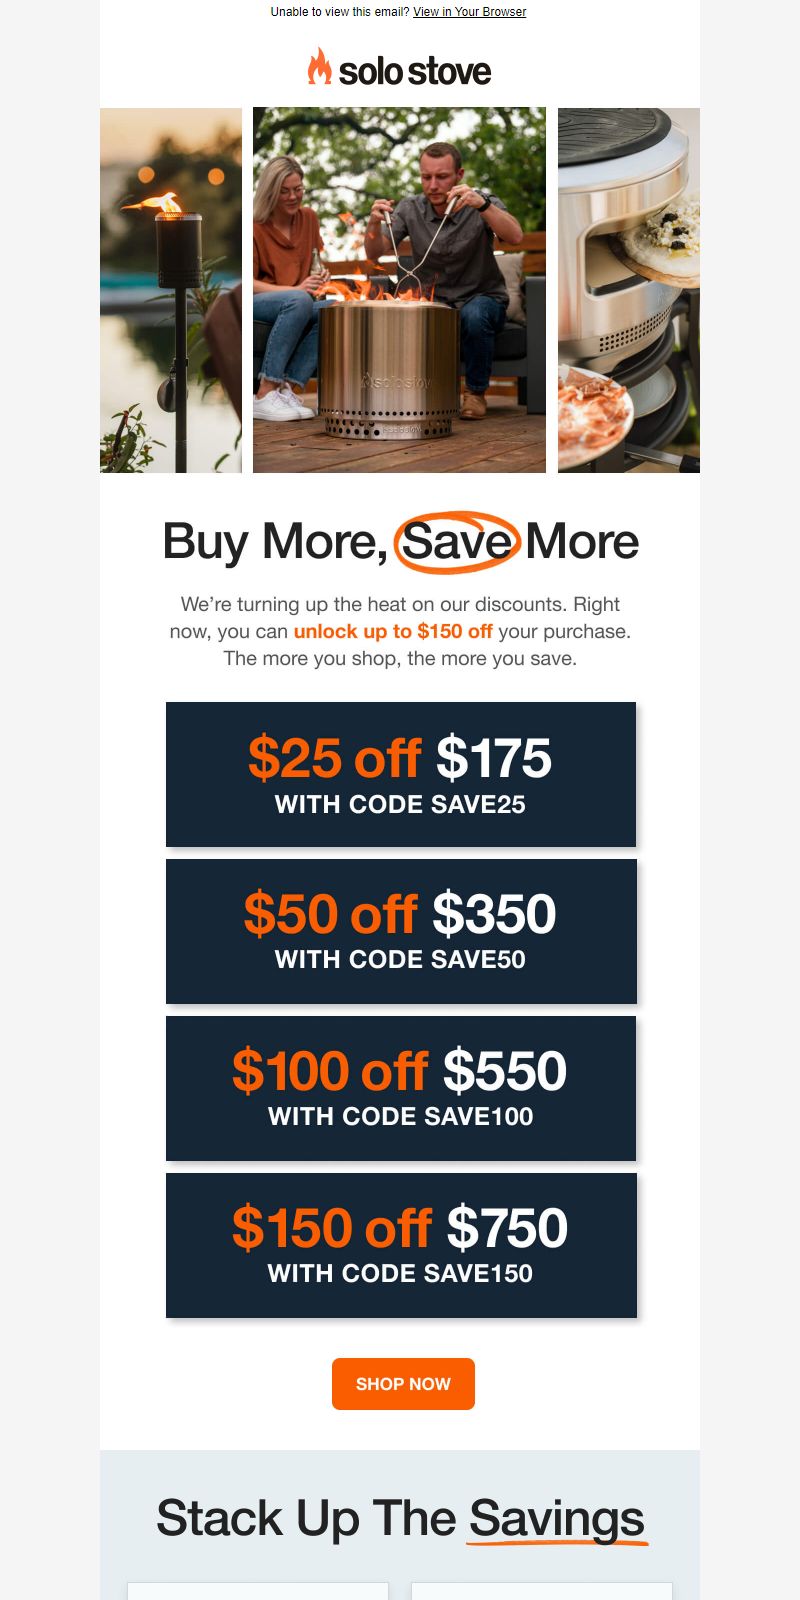 Unable to view this email? View in Your Browser
solo stove
solo stove
Buy More, Save More
We’re turning up the heat on our discounts. Right
now, you can unlock up to $150 off your purchase.
The more you shop, the more you save.
$25 off $175
WITH CODE SAVE25
$50 off $350
WITH CODE SAVE50
$100 off $550
WITH CODE SAVE100
$150 off $750
WITH CODE SAVE150
SHOP NOW
Stack Up The Savings